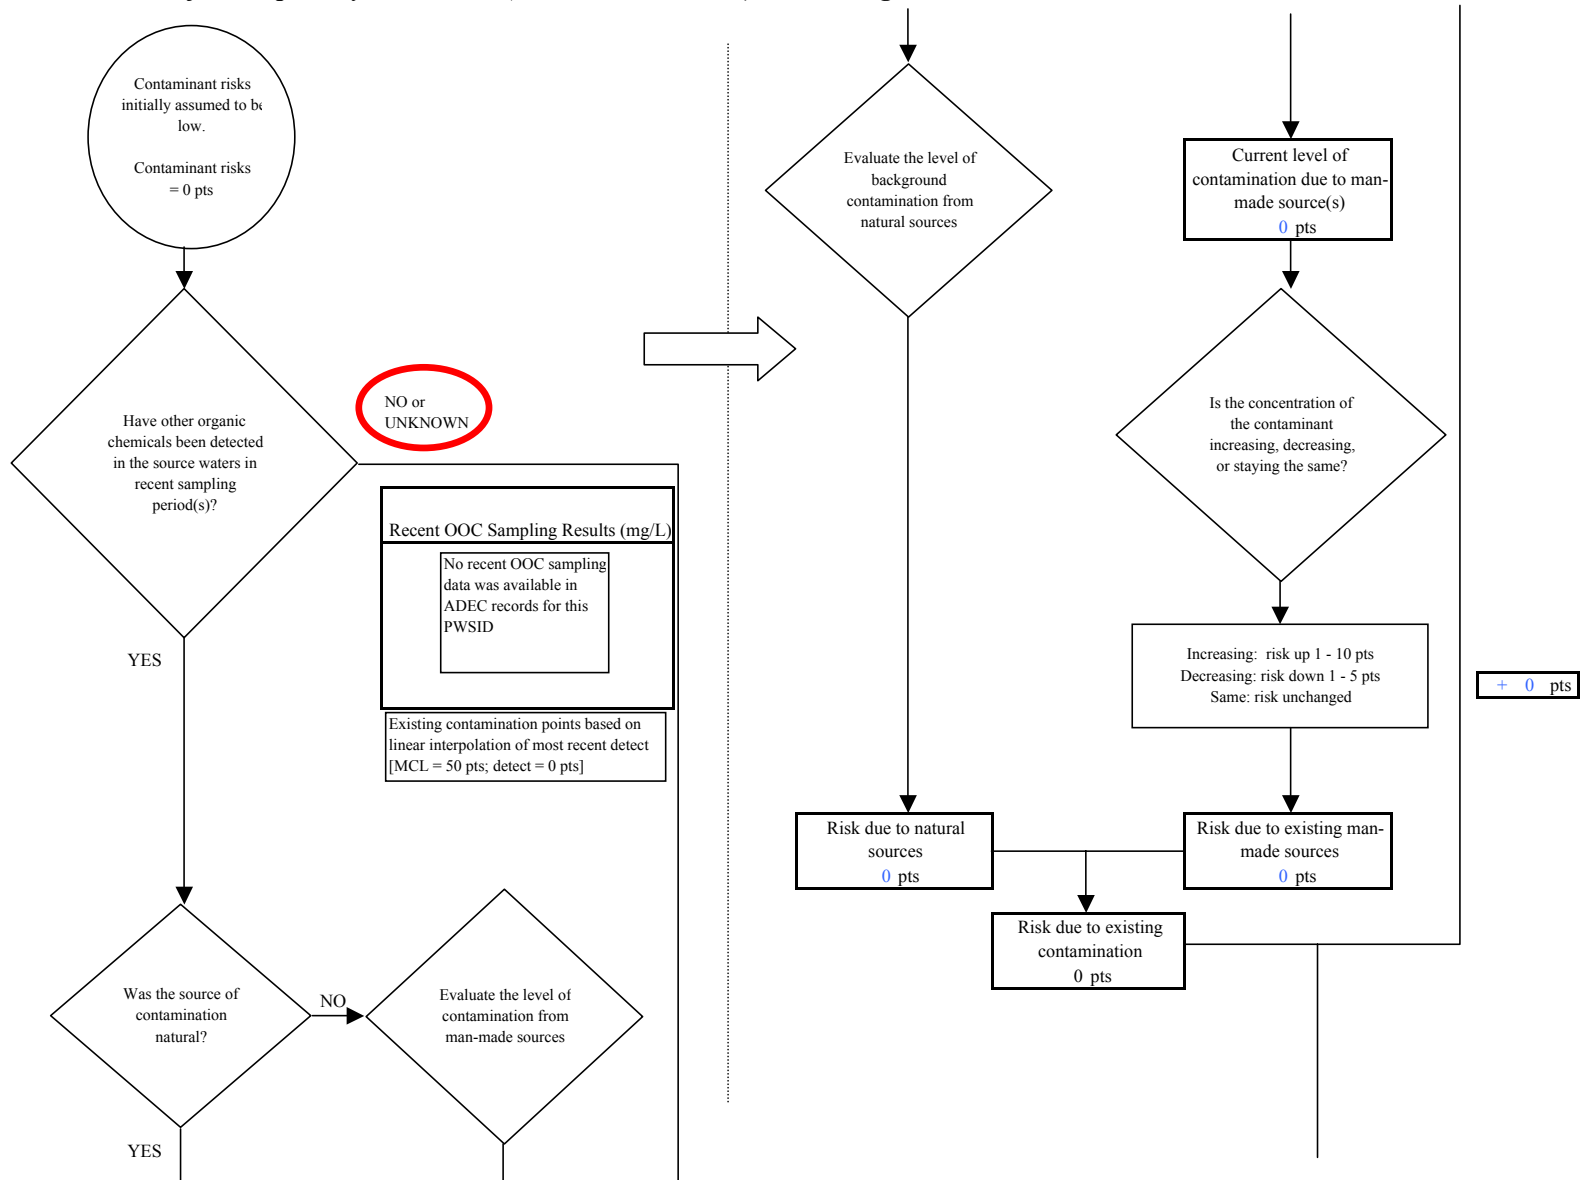 Contaminant risks
initially assumed to be
low.
Contaminant risks
= 0 pts
Have other organic
chemicals been detected
in the source waters in
recent sampling
period(s)?
NO or
UNKNOWN
YES
Recent OOC Sampling Results (mg/L)
No recent OOC sampling
data was available in
ADEC records for this
PWSID
Existing contamination points based on
linear interpolation of most recent detect
[MCL = 50 pts; detect = 0 pts]
Was the source of
contamination
natural?
NO
YES
Evaluate the level of
contamination from
man-made sources
Evaluate the level of
background
contamination from
natural sources
Current level of
contamination due to man-
made source(s)
0 pts
Is the concentration of
the contaminant
increasing, decreasing,
or staying the same?
Increasing: risk up 1 - 10 pts
Decreasing: risk down 1 - 5 pts
Same: risk unchanged
+ 0 pts
Risk due to natural
sources
0 pts
Risk due to existing man-
made sources
0 pts
Risk due to existing
contamination
0 pts